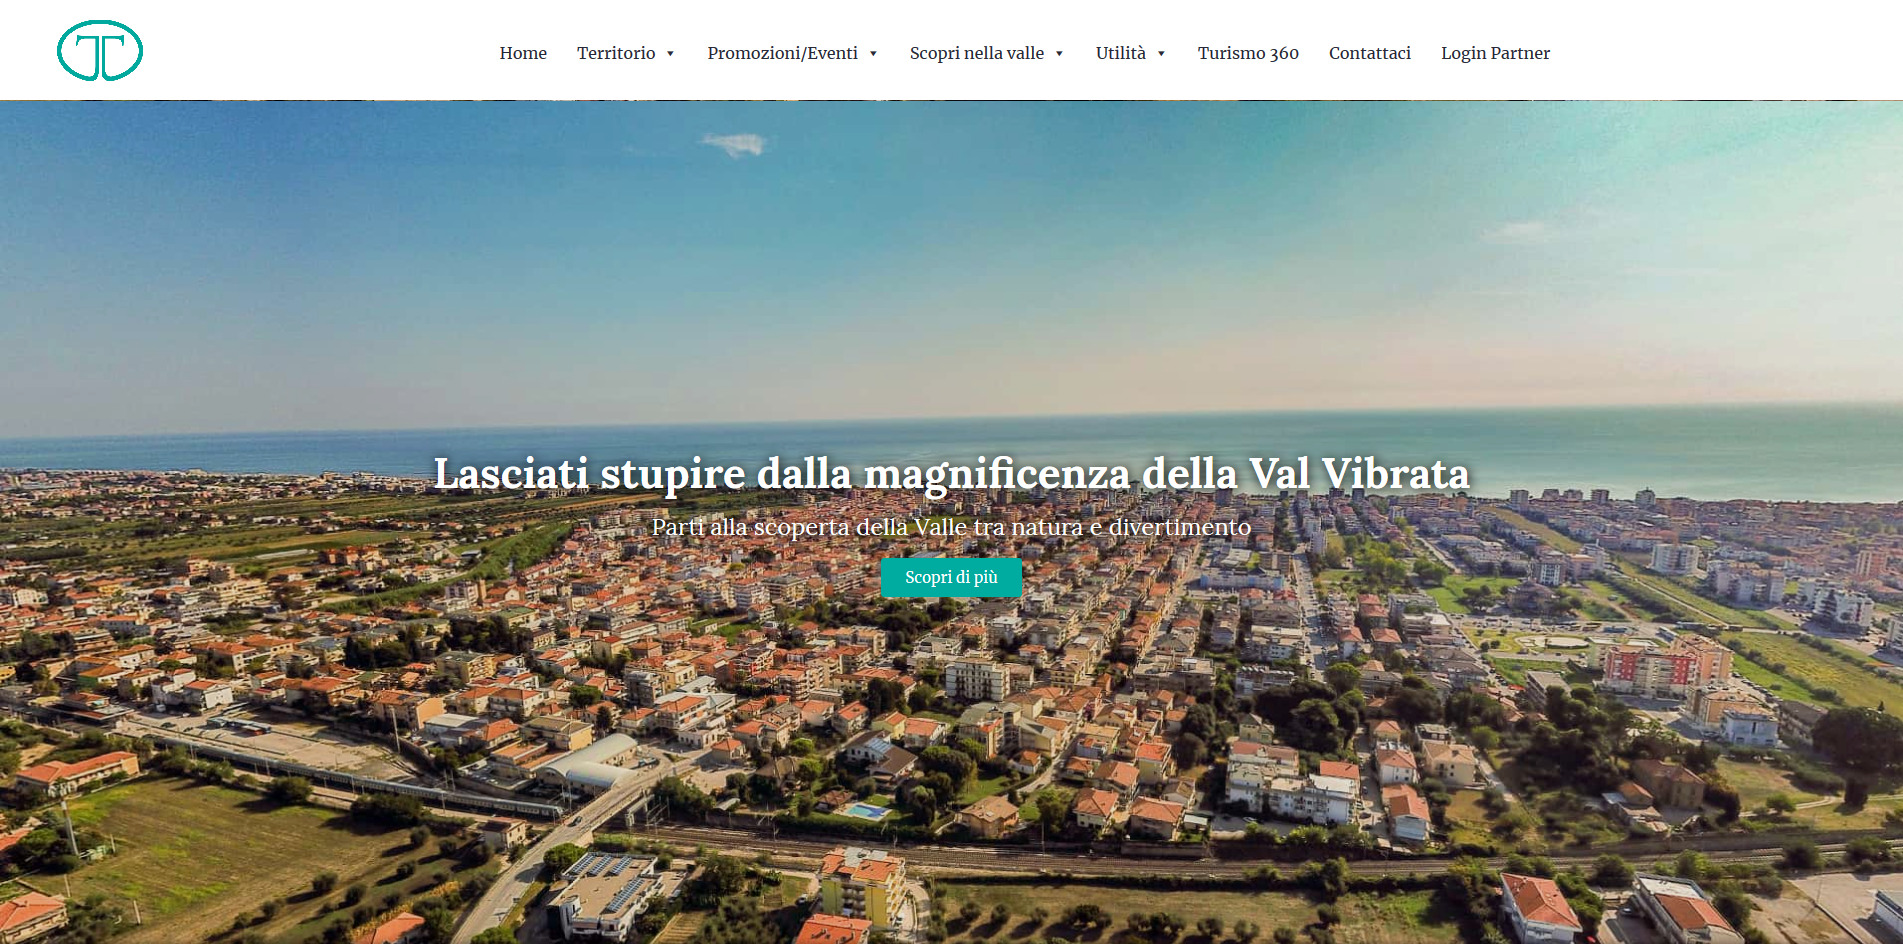 Home Territorio Promozioni/Eventi Scopri nella valle Utilità Turismo 360 Contattaci Login Partner
Lasciati stupire dalla magnificenza della Val Vibrata
Parti alla scoperta della Valle tra natura e divertimento
Scopri di più